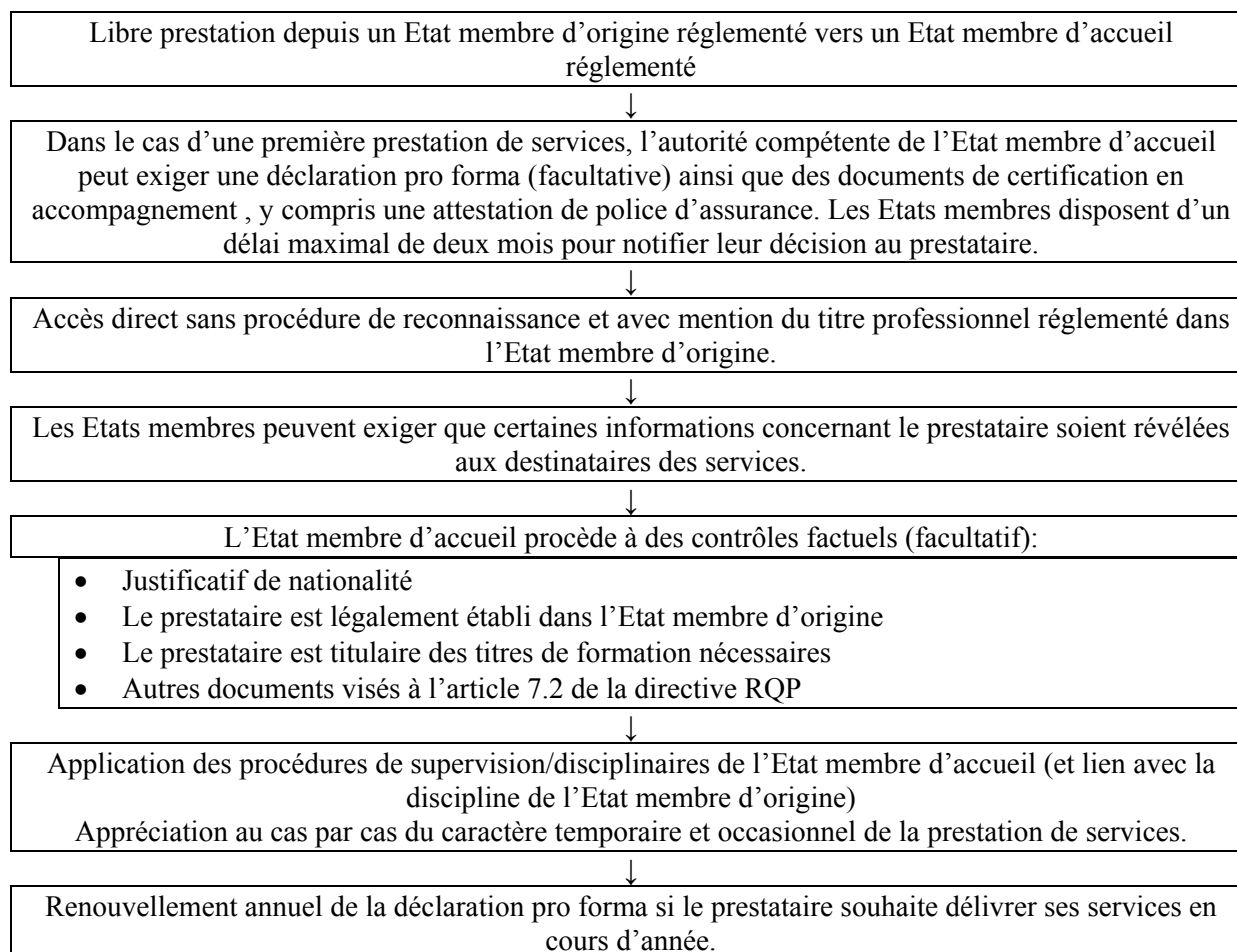 Libre prestation depuis un Etat membre d’origine réglementé vers un Etat membre d’accueil
réglementé
↓
Dans le cas d’une première prestation de services, l’autorité compétente de l’Etat membre d’accueil
peut exiger une déclaration pro forma (facultative) ainsi que des documents de certification en
accompagnement , y compris une attestation de police d’assurance. Les Etats membres disposent d’un
délai maximal de deux mois pour notifier leur décision au prestataire.
↓
Accès direct sans procédure de reconnaissance et avec mention du titre professionnel réglementé dans
l’Etat membre d’origine.
↓
Les Etats membres peuvent exiger que certaines informations concernant le prestataire soient révélées
aux destinataires des services.
↓
L’Etat membre d’accueil procède à des contrôles factuels (facultatif):
• Justificatif de nationalité
• Le prestataire est légalement établi dans l’Etat membre d’origine
• Le prestataire est titulaire des titres de formation nécessaires
• Autres documents visés à l’article 7.2 de la directive RQP
↓
Application des procédures de supervision/disciplinaires de l’Etat membre d’accueil (et lien avec la
discipline de l’Etat membre d’origine)
Appréciation au cas par cas du caractère temporaire et occasionnel de la prestation de services.
↓
Renouvellement annuel de la déclaration pro forma si le prestataire souhaite délivrer ses services en
cours d’année.